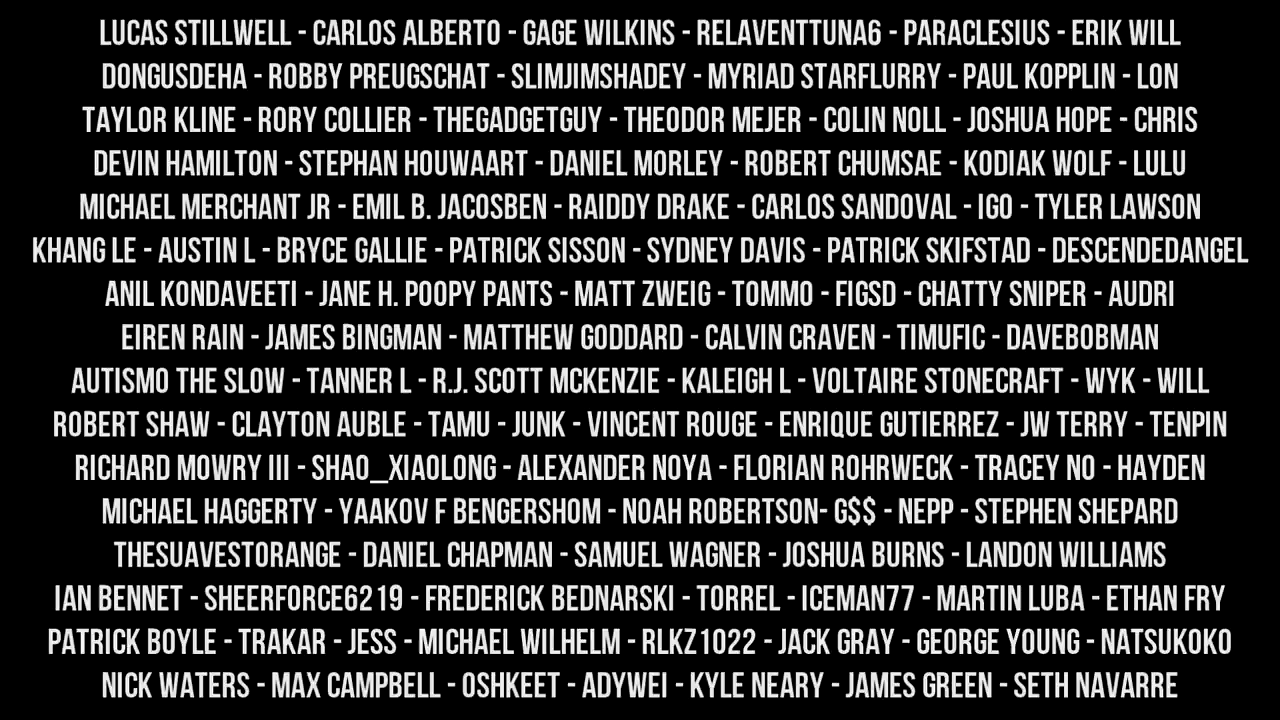 LUCAS STILLWELL - CARLOS ALBERTO - GAGE WILKINS - RELAVENTTUNA6 - PARACLESIUS - ERIK WILL
DONGUSDEHA - ROBBY PREUGSCHAT - SLIMJIMSHADEY - MYRIAD STARFLURRY - PAUL KOPPLIN - LON
TAYLOR KLINE - RORY COLLIER - THEGADGETGUY - THEODOR MEJER - COLIN NOLL - JOSHUA HOPE - CHRIS
DEVIN HAMILTON - STEPHAN HOUWAART - DANIEL MORLEY - ROBERT CHUMSAE - KODIAK WOLF - LULU
MICHAEL MERCHANT JR - EMIL B. JACOSBEN - RAIDDY DRAKE - CARLOS SANDOVAL - IGO - TYLER LAWSON
KHANG LE - AUSTIN L - BRYCE GALLIE - PATRICK SISSON - SYDNEY DAVIS - PATRICK SKIFSTAD - DESCENDEDANGEL
ANIL KONDAVEETI - JANE H. POOPY PANTS - MATT ZWEIG - TOMMO - FIGSD - CHATTY SNIPER - AUDRI
EIREN RAIN - JAMES BINGMAN - MATTHEW GODDARD - CALVIN CRAVEN - TIMUFIC - DAVEBOBMAN
AUTISMO THE SLOW - TANNER L - R.J. SCOTT MCKENZIE - KALEIGH L - VOLTAIRE STONECRAFT - WYK - WILL
ROBERT SHAW - CLAYTON AUBLE - TAMU - JUNK - VINCENT ROUGE - ENRIQUE GUTIERREZ - JW TERRY - TENPIN
RICHARD MOWRY III - SHAO_XIAOLONG - ALEXANDER NOYA - FLORIAN ROHRWECK - TRACEY NO - HAYDEN
MICHAEL HAGGERTY - YAAKOV F BENGERSHOM - NOAH ROBERTSON- G$$ - NEPP - STEPHEN SHEPARD
THESUAVESTORANGE - DANIEL CHAPMAN - SAMUEL WAGNER - JOSHUA BURNS - LANDON WILLIAMS
IAN BENNET - SHEERFORCE6219 - FREDERICK BEDNARSKI - TORREL - ICEMAN77 - MARTIN LUBA - ETHAN FRY
PATRICK BOYLE - TRAKAR - JESS - MICHAEL WILHELM - RLKZ1022 - JACK GRAY - GEORGE YOUNG - NATSUKOKO
NICK WATERS - MAX CAMPBELL - OSHKEET - ADYWEI - KYLE NEARY - JAMES GREEN - SETH NAVARRE